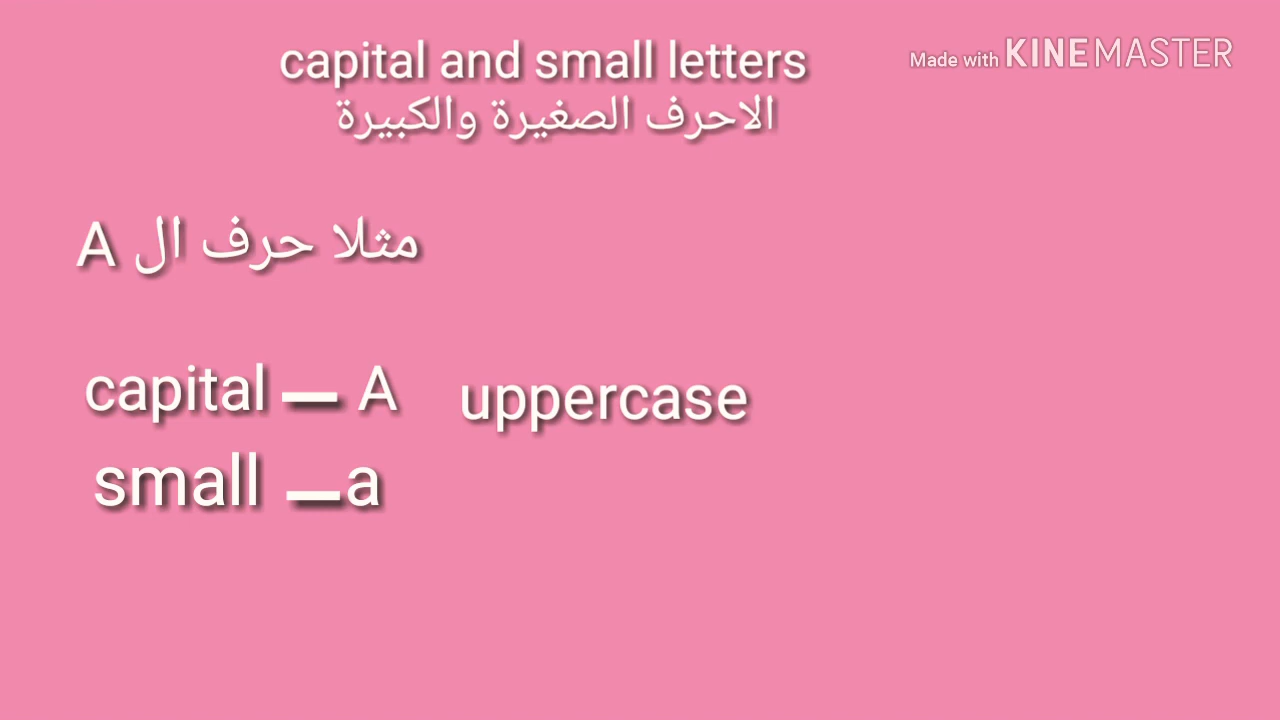 capital and small letters
Made with KINEMASTER
الاحرف الصغيرة والكبيرة
مثلا حرف ال A
capital — A uppercase
small —a